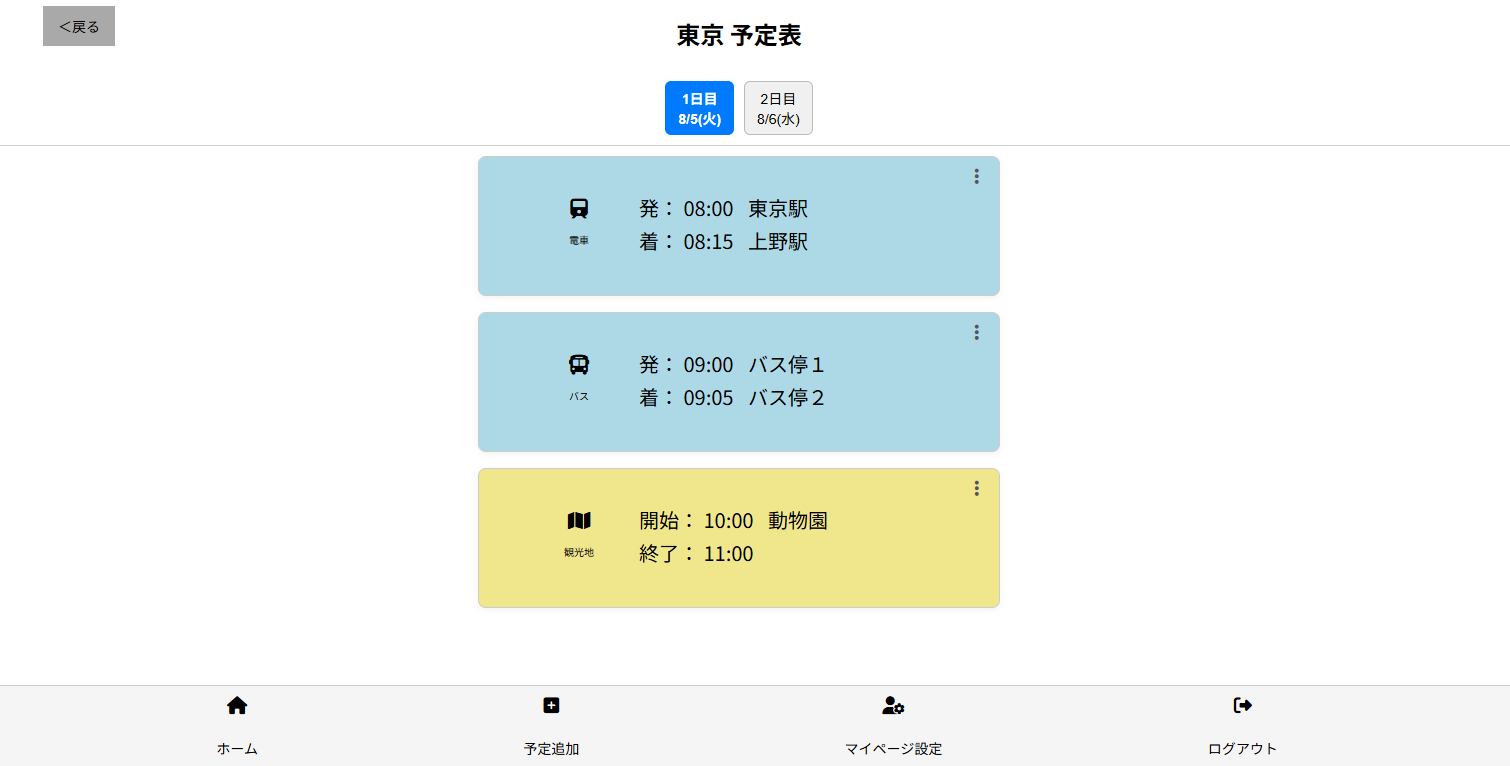 ＜戻る
東京 予定表
1日目
8/5(火)
2日目
8/6(水)
電車
発： 08:00 東京駅
着： 08:15 上野駅
バス
発： 09:00 バス停１
着： 09:05 バス停２
観光地
開始： 10:00 動物園
終了： 11:00
ホーム
予定追加
マイページ設定
ログアウト